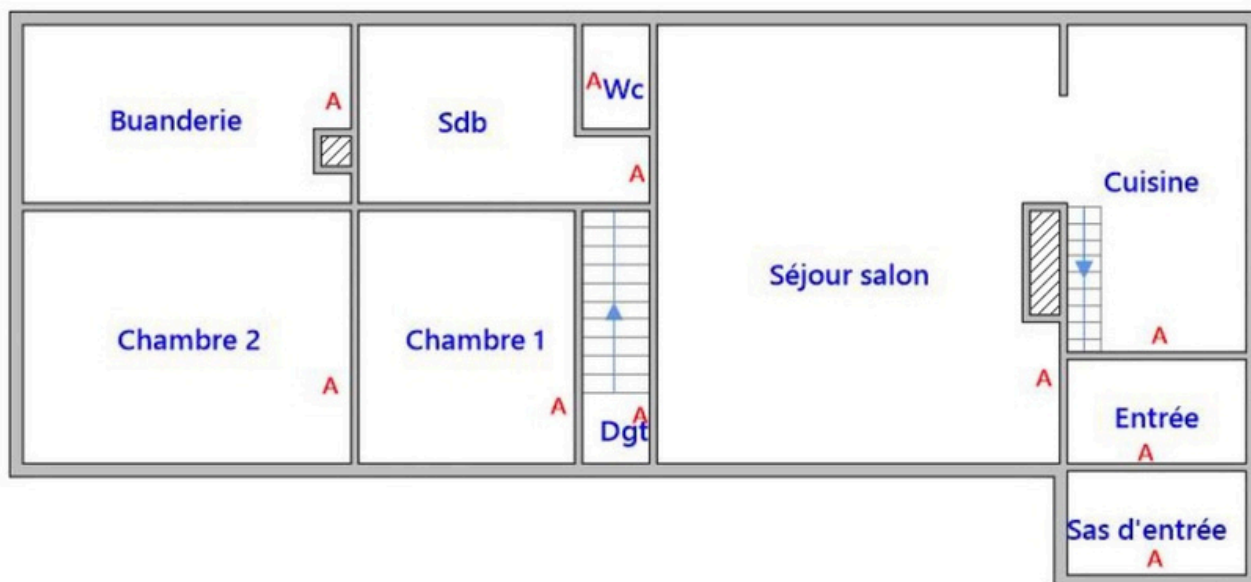 A
Wc
Buanderie
A
Sdb
A
Cuisine
Séjour salon
Chambre 2
Chambre 1
A
A
A
A
A
Dgt
A
Entrée
A
Sas d'entrée
A